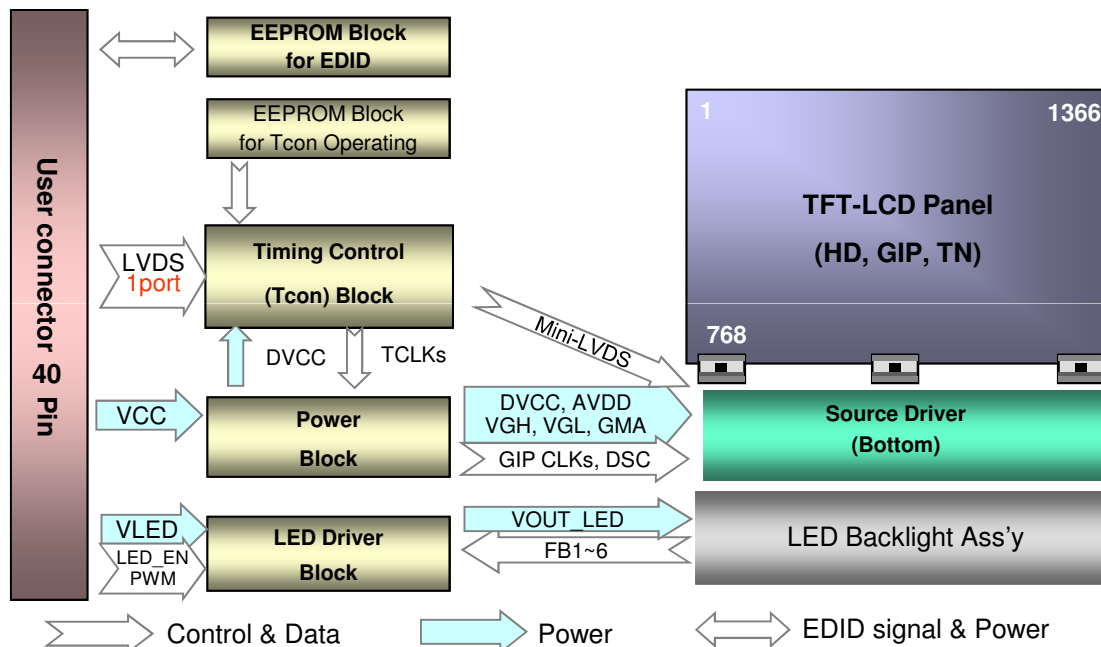 EEPROM Block
for EDID
EEPROM Block
for Tcon Operating
1
1366
TFT-LCD Panel
(HD, GIP, TN)
768
User connector 40 Pin
LVDS
1port
Timing Control
(Tcon) Block
Mini-LVDS
DVCC
TCLKs
VCC
Power
Block
DVCC, AVDD
VGH, VGL, GMA
GIP CLKs, DSC
Source Driver
(Bottom)
VLED
LED_EN
PWM
LED Driver
Block
VOUT_LED
FB1~6
LED Backlight Ass'y
Control & Data
Power
EDID signal & Power